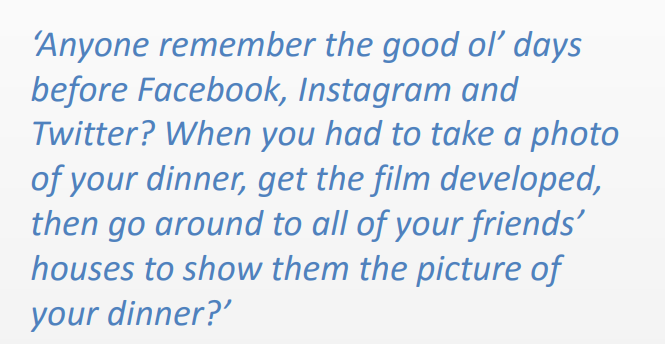 ‘Anyone remember the good ol’ days
before Facebook, Instagram and
Twitter? When you had to take a photo
of your dinner, get the film developed,
then go around to all of your friends’
houses to show them the picture of
your dinner?’